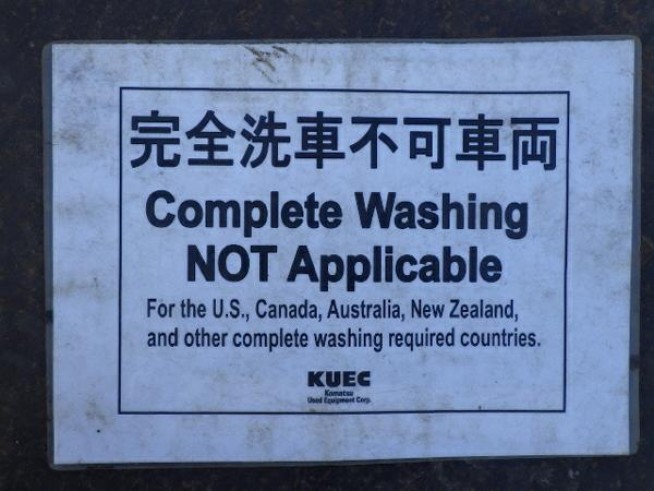 完全洗車不可車両
Complete Washing
NOT Applicable
For the U.S., Canada, Australia, New Zealand,
and other complete washing required countries.
KUEC
Komatsu
Used Equipment Corp.